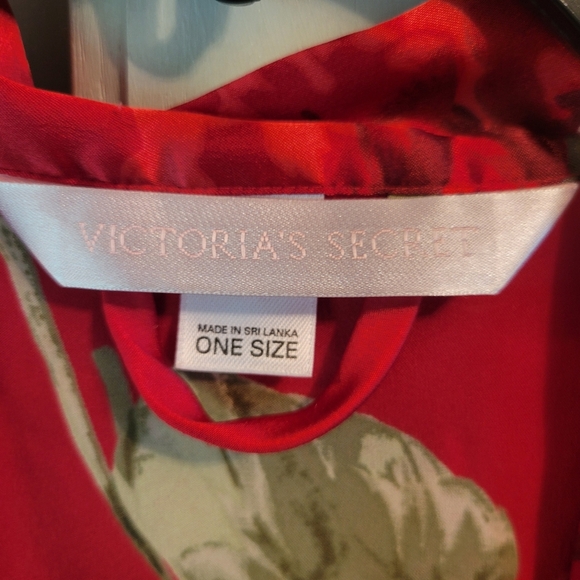 VICTORIA'S SECRET
MADE IN SRI LANKA
ONE SIZE